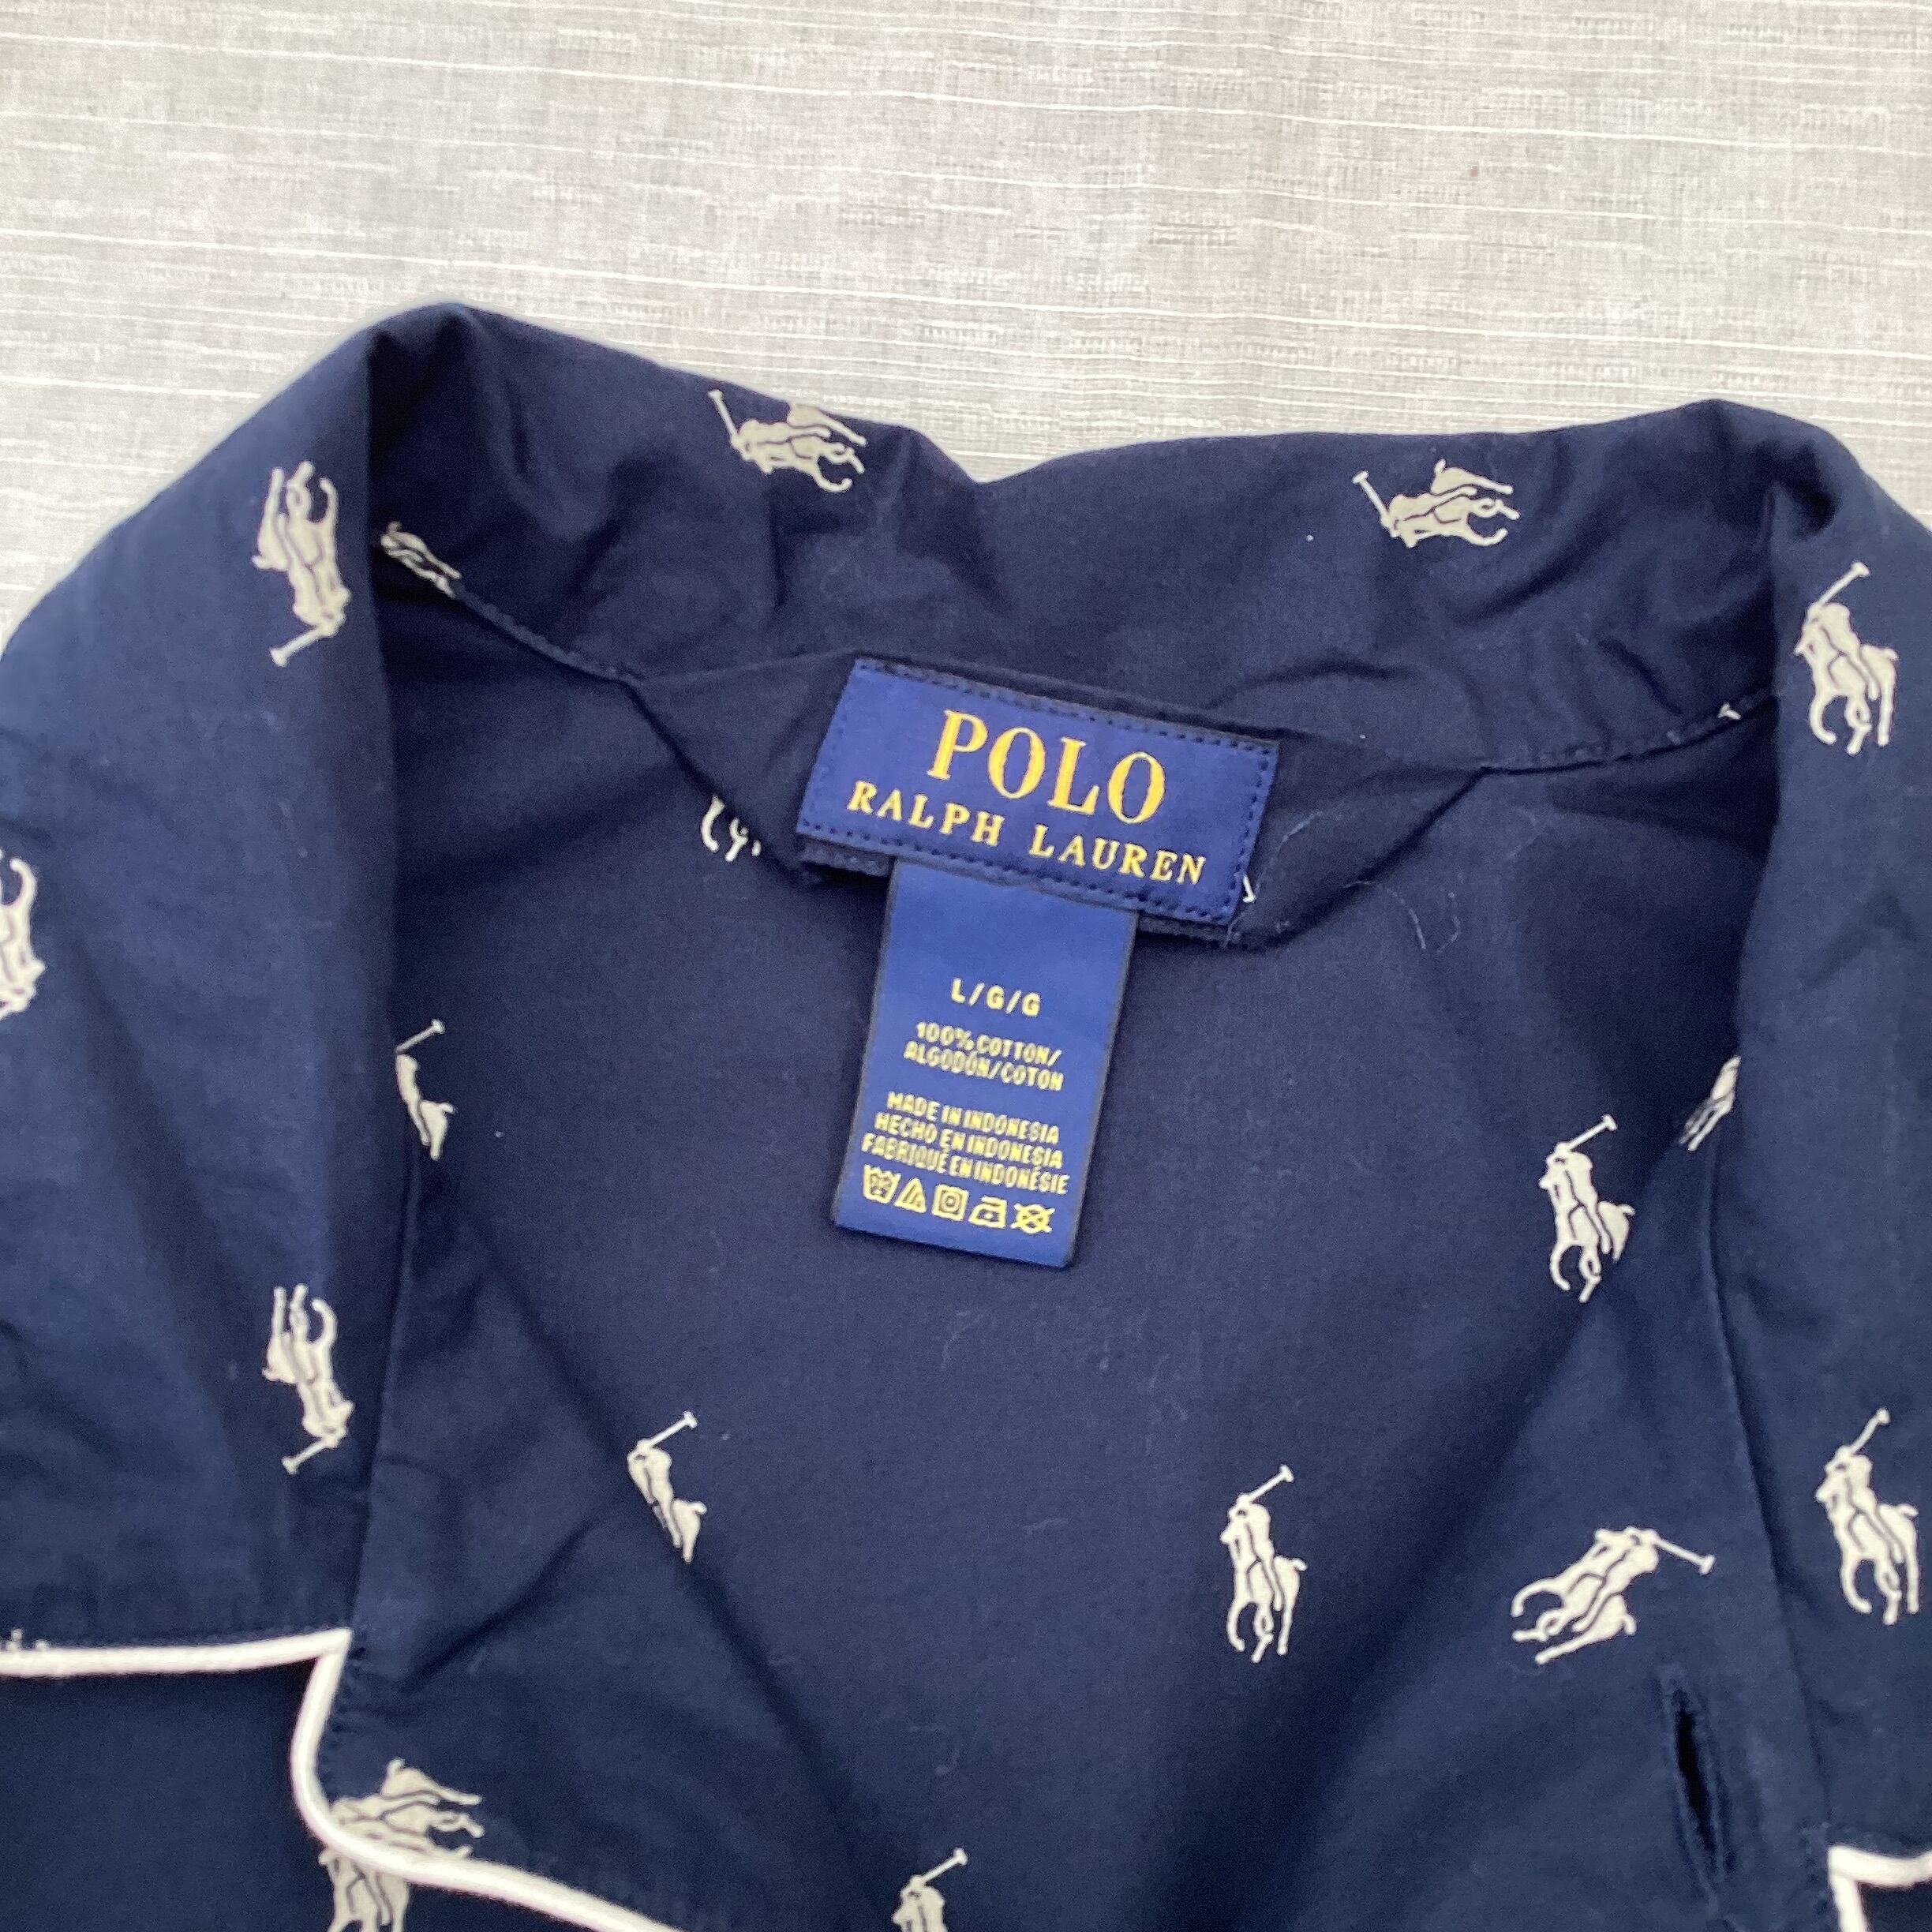 POLO
RALPH LAUREN
L/G/G
100% COTTON/
ALGODÓN/COTON
MADE IN INDONESIA
HECHO EN INDONESIA
FABRIQUÉ EN INDONÉSIE